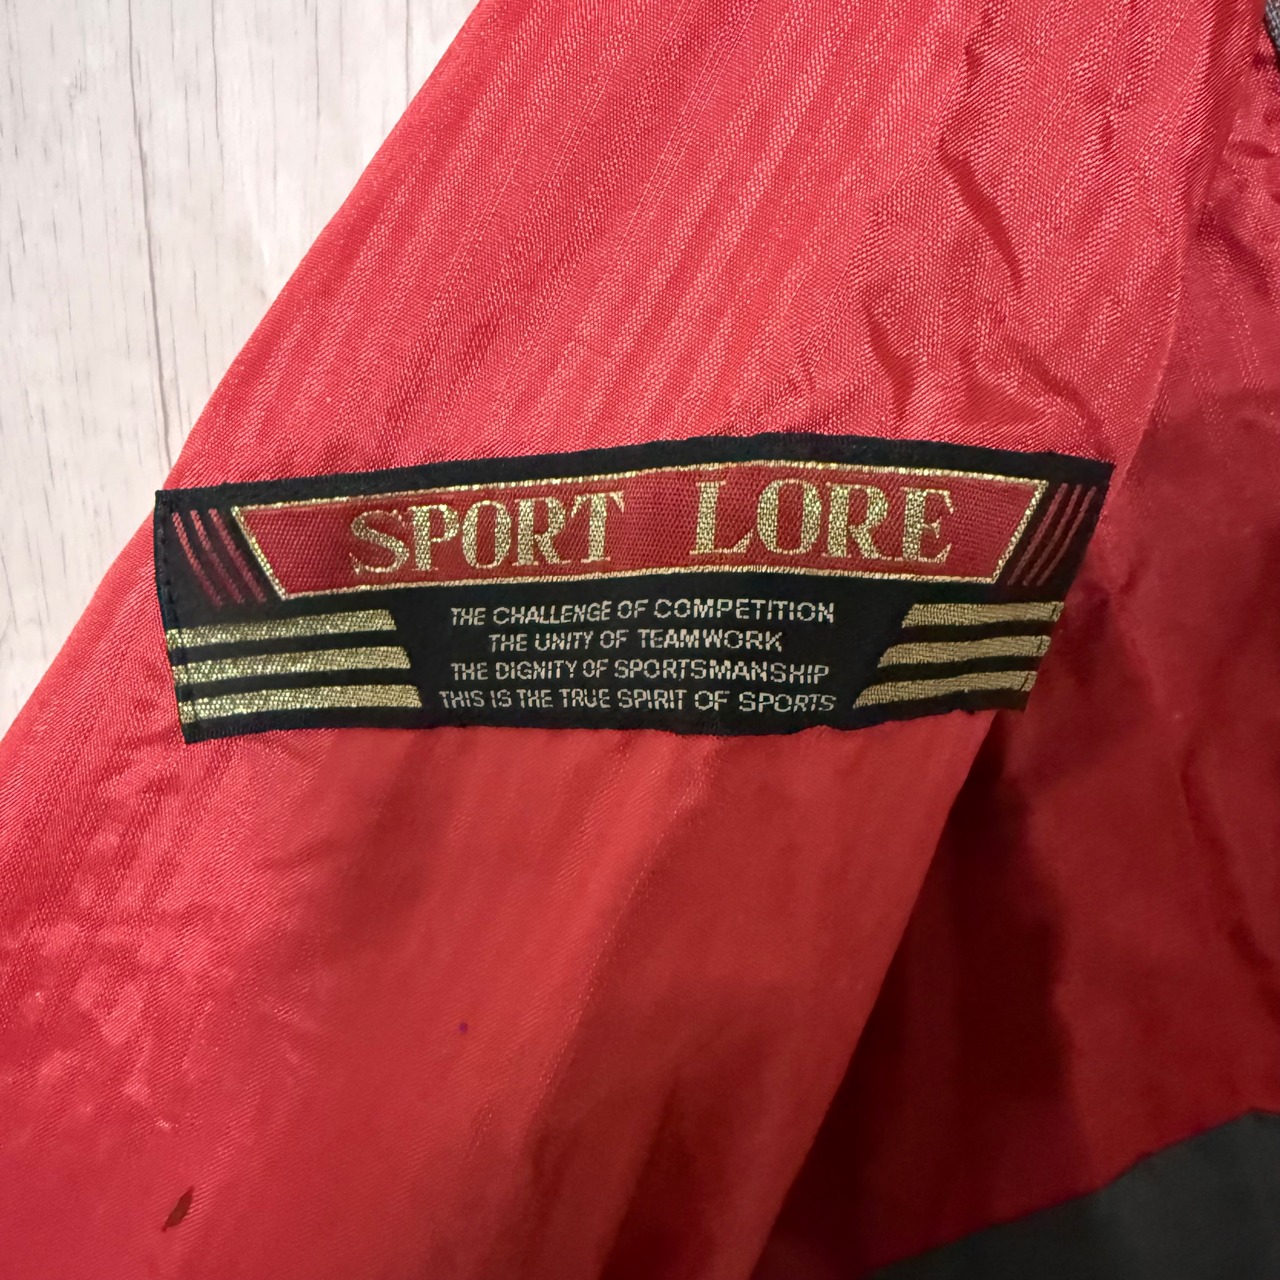 SPORT LORE
THE CHALLENGE OF COMPETITION
THE UNITY OF TEAMWORK
THE DIGNITY OF SPORTSMANSHIP
THIS IS THE TRUE SPIRIT OF SPORTS